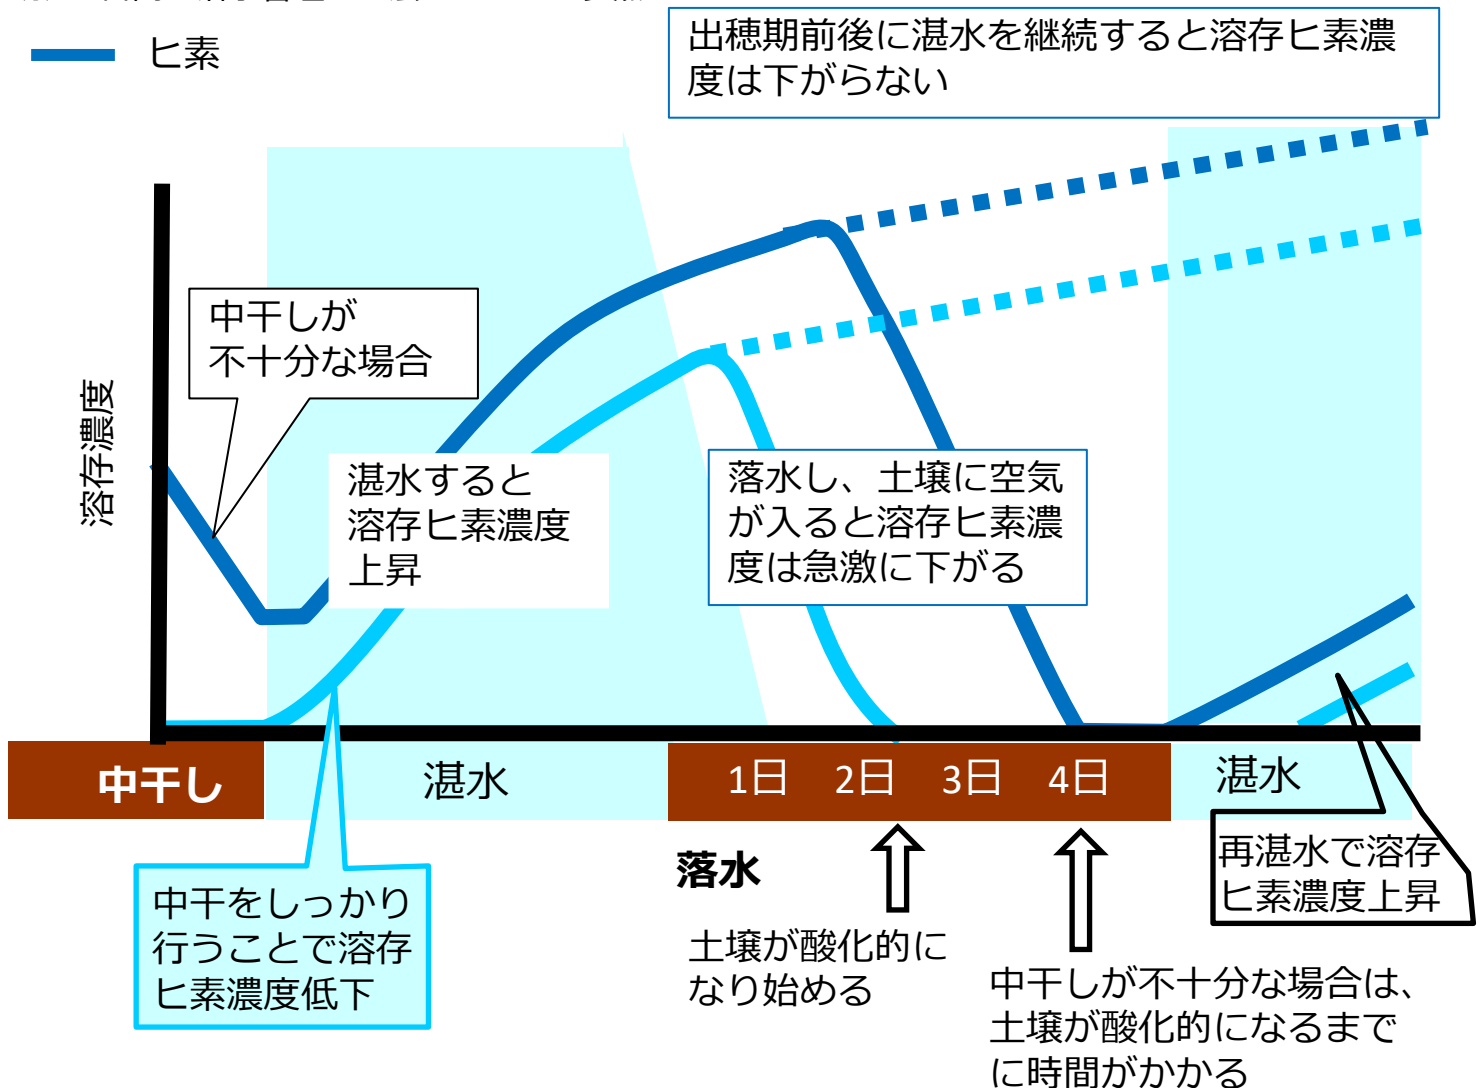 ヒ素
出穂期前後に湛水を継続すると溶存ヒ素濃
度は下がらない
中干しが
不十分な場合
溶存濃度
湛水すると
溶存ヒ素濃度
上昇
落水し、土壌に空気
が入ると溶存ヒ素濃
度は急激に下がる
中干し
湛水
1日 2日 3日 4日
湛水
落水
再湛水で溶存
ヒ素濃度上昇
中干をしっかり
行うことで溶存
ヒ素濃度低下
土壌が酸化的に
なり始める
中干しが不十分な場合は、
土壌が酸化的になるまで
に時間がかかる